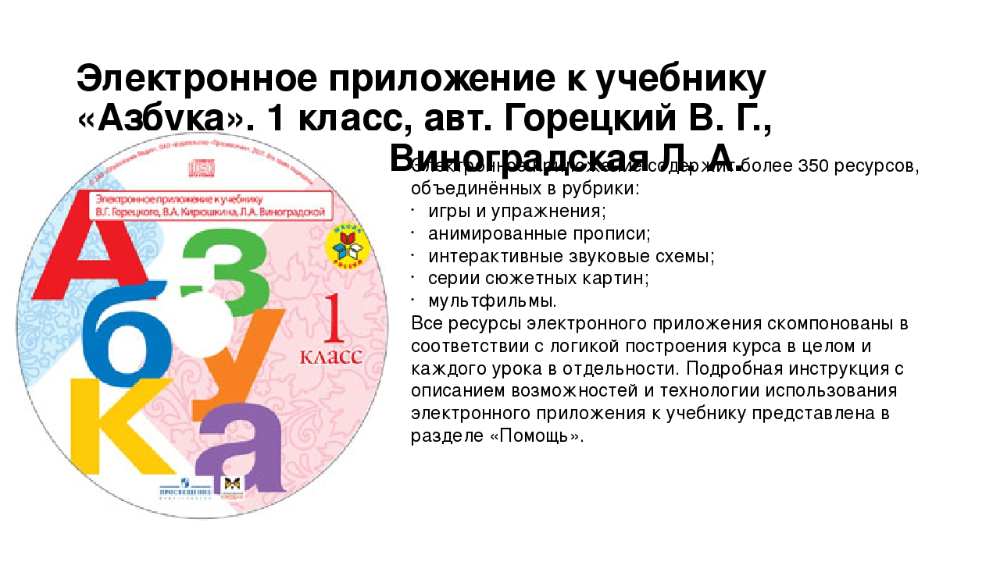 Электронное приложение к учебнику
«Азбука». 1 класс, авт. Горецкий В. Г.,
Виноградская Л. А.
Электронное приложение содержит более 350 ресурсов,
объединённых в рубрики:
· игры и упражнения;
· анимированные прописи;
· интерактивные звуковые схемы;
· серии сюжетных картин;
· мультфильмы.
Все ресурсы электронного приложения скомпонованы в
соответствии с логикой построения курса в целом и
каждого урока в отдельности. Подробная инструкция с
описанием возможностей и технологии использования
электронного приложения к учебнику представлена в
разделе «Помощь».
Электронное приложение к учебнику
В.Г. Горецкого, В.А. Кирюшкина, Л.А. Виноградской
Азбука
ШКОЛА
РОССИИ
1
класс
ПРОСВЕЩЕНИЕ